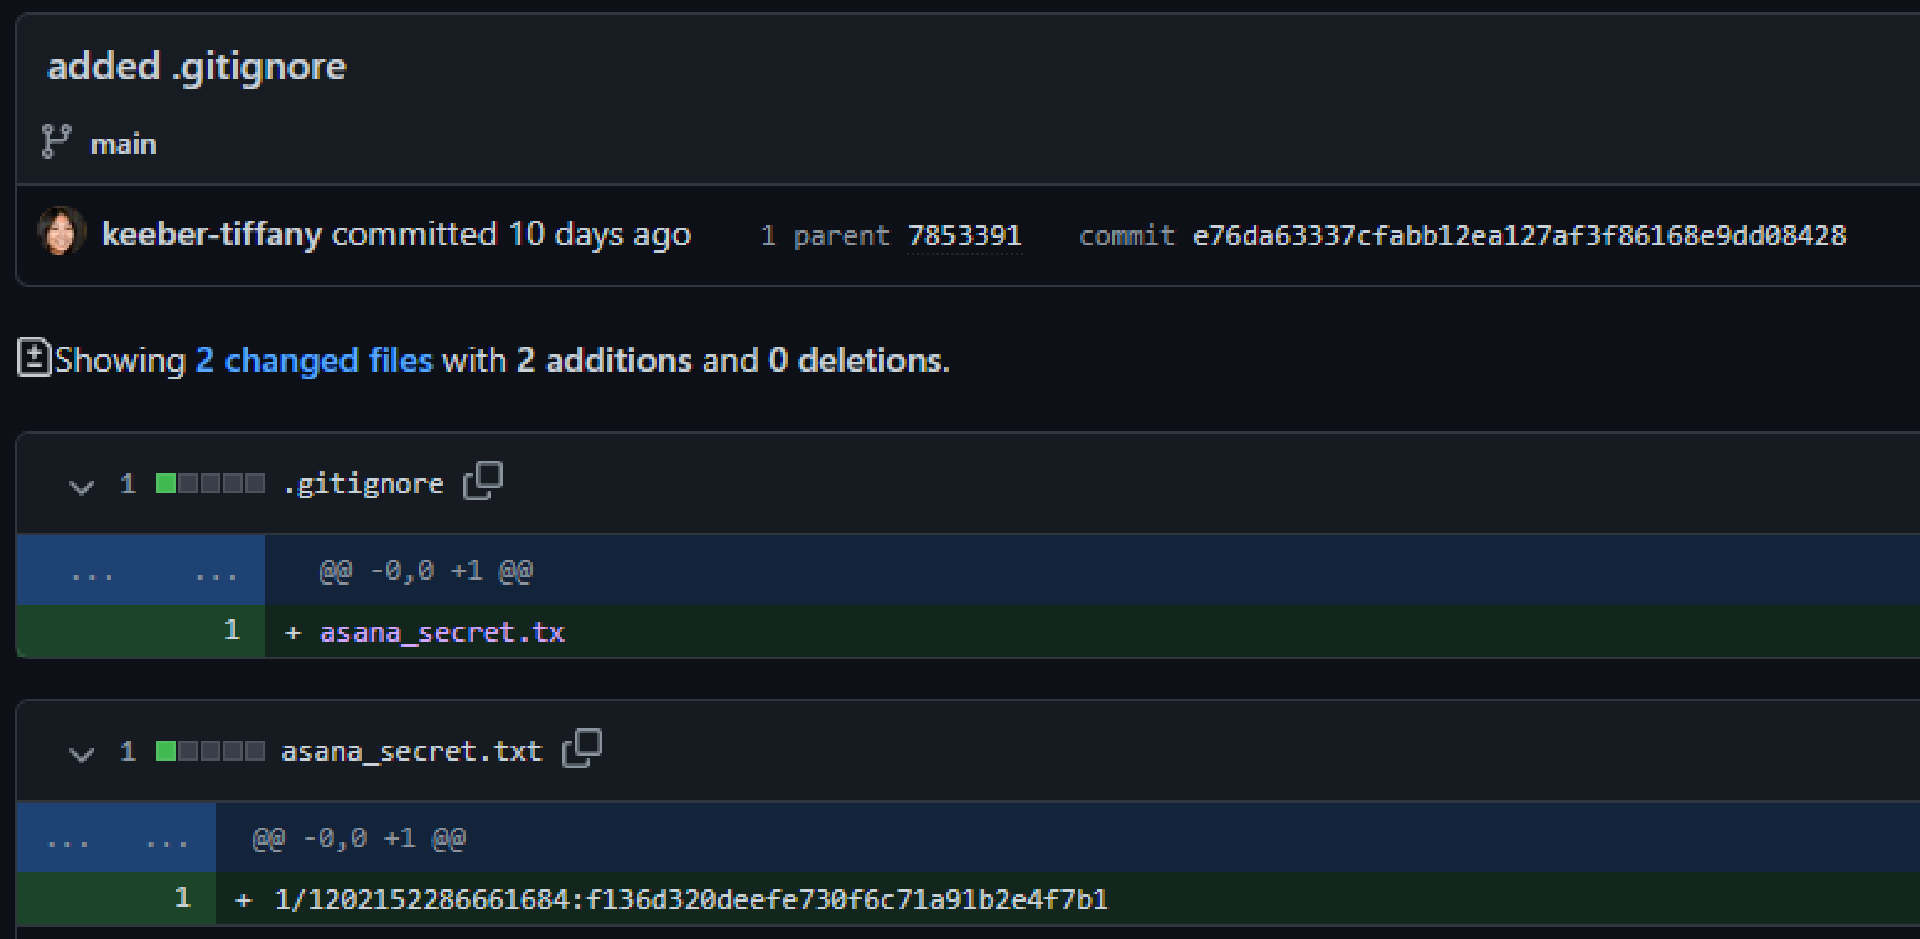 added .gitignore
main
keeber-tiffany committed 10 days ago 1 parent 7853391 commit e76da63337cfabb12ea127af3f86168e9dd08428
Showing 2 changed files with 2 additions and 0 deletions.
1 .gitignore
... ... @@ -0,0 +1 @@
1 + asana_secret.tx
1 asana_secret.txt
... ... @@ -0,0 +1 @@
1 + 1/1202152286661684:f136d320deefe730f6c71a91b2e4f7b1